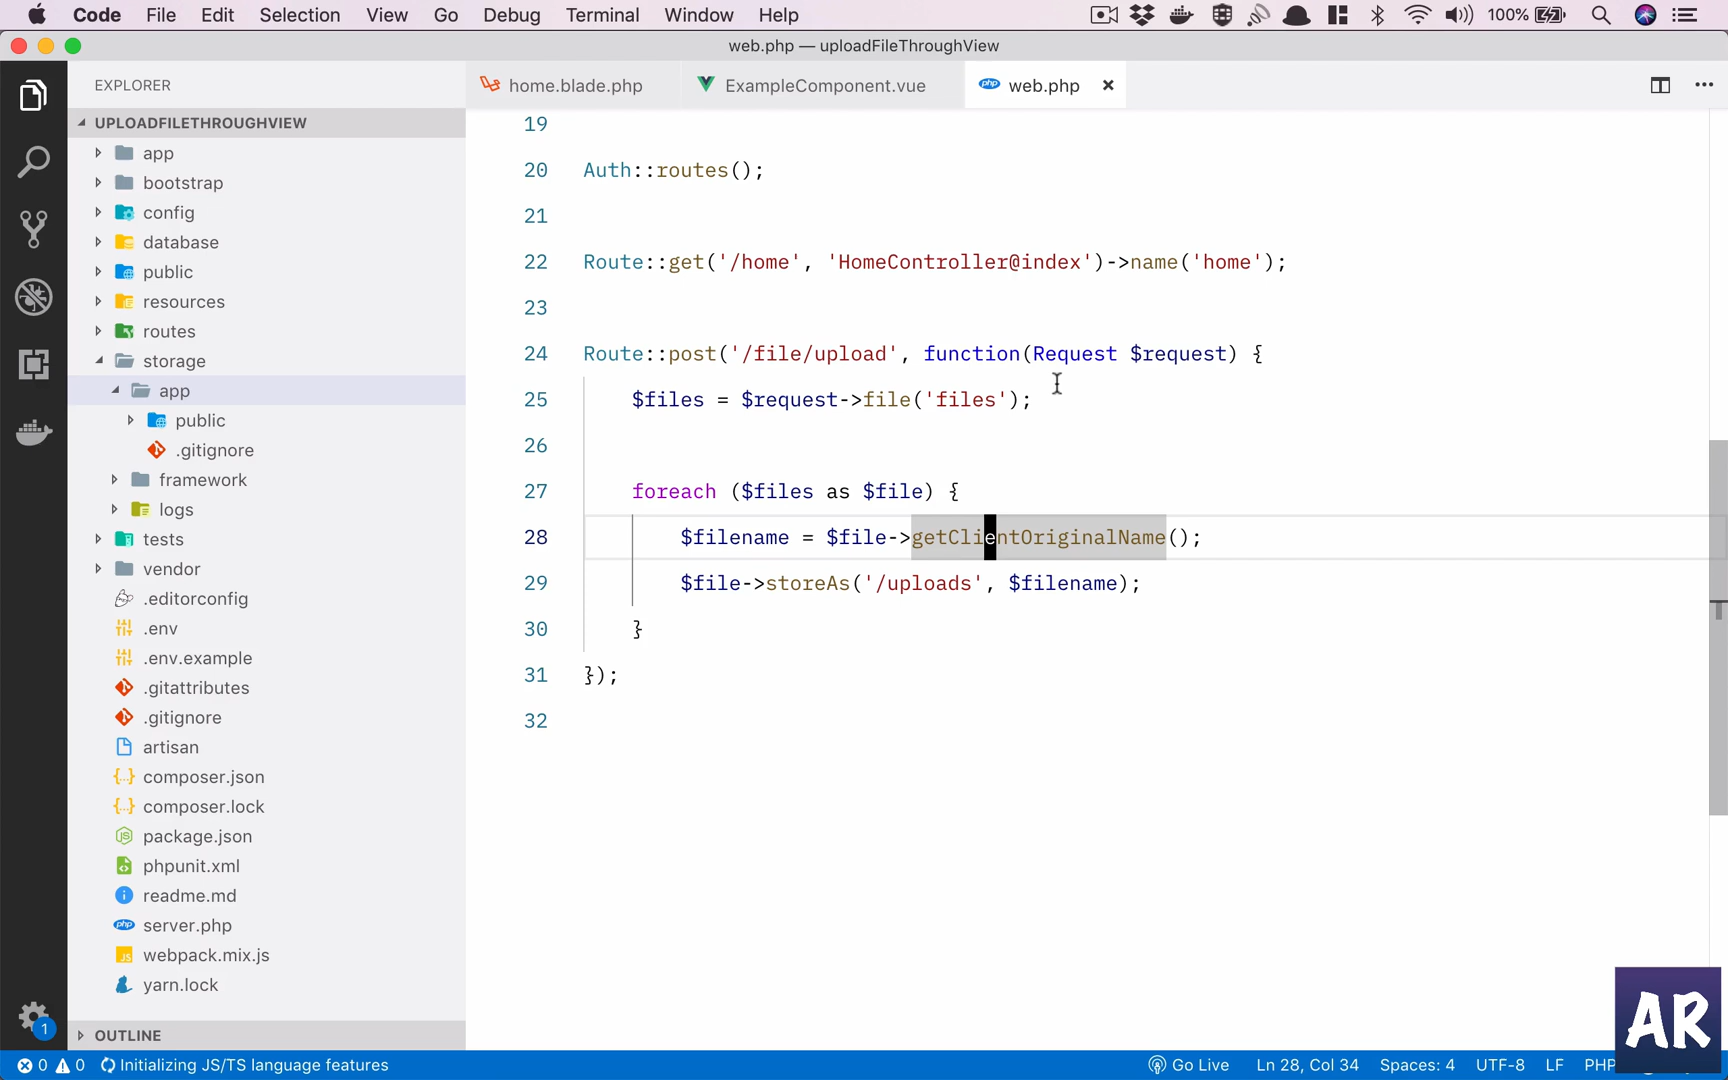 Code File Edit Selection View Go Debug Terminal Window Help 100%
web.php — uploadFileThroughView
EXPLORER
home.blade.php ExampleComponent.vue web.php
UPLOADFILETHROUGHVIEW
app
bootstrap
config
database
public
resources
routes
storage
app
public
.gitignore
framework
logs
tests
vendor
.editorconfig
.env
.env.example
.gitattributes
.gitignore
artisan
composer.json
composer.lock
package.json
phpunit.xml
readme.md
server.php
webpack.mix.js
yarn.lock
OUTLINE
19
20 Auth::routes();
21
22 Route::get('/home', 'HomeController@index')->name('home');
23
24 Route::post('/file/upload', function(Request $request) {
25 $files = $request->file('files');
26
27 foreach ($files as $file) {
28 $filename = $file->getClientOriginalName();
29 $file->storeAs('/uploads', $filename);
30 }
31 });
32
1
AR
0 0 Initializing JS/TS language features Go Live Ln 28, Col 34 Spaces: 4 UTF-8 LF PHP